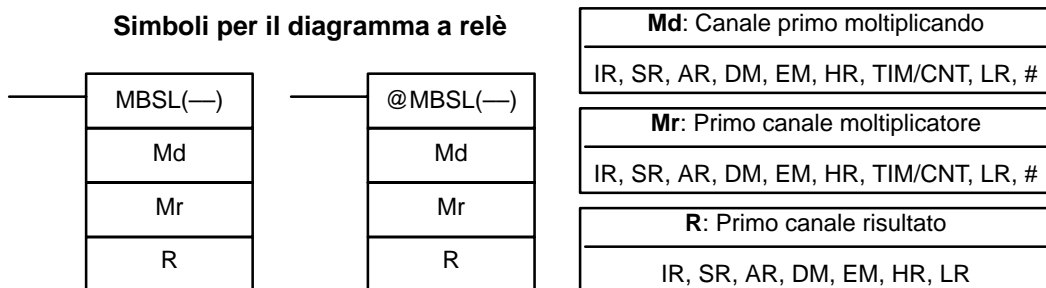 Simboli per il diagramma a relè
MBSL(––)
Md
Mr
R
@MBSL(––)
Md
Mr
R
Md: Canale primo moltiplicando
IR, SR, AR, DM, EM, HR, TIM/CNT, LR, #
Mr: Primo canale moltiplicatore
IR, SR, AR, DM, EM, HR, TIM/CNT, LR, #
R: Primo canale risultato
IR, SR, AR, DM, EM, HR, LR